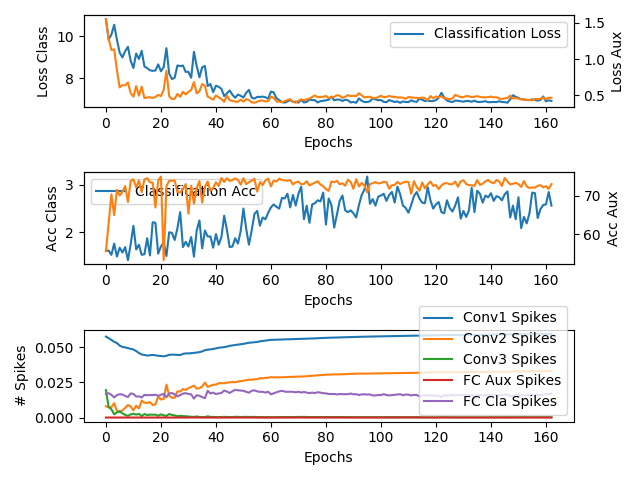 Classification Loss
10
8
Loss Class
1.5
1.0
0.5
Loss Aux
0 20 40 60 80 100 120 140 160
Epochs
Classification Acc
3
2
Acc Class
70
60
Acc Aux
0 20 40 60 80 100 120 140 160
Epochs
Conv1 Spikes
Conv2 Spikes
Conv3 Spikes
FC Aux Spikes
FC Cla Spikes
0.050
0.025
0.000
# Spikes
0 20 40 60 80 100 120 140 160
Epochs